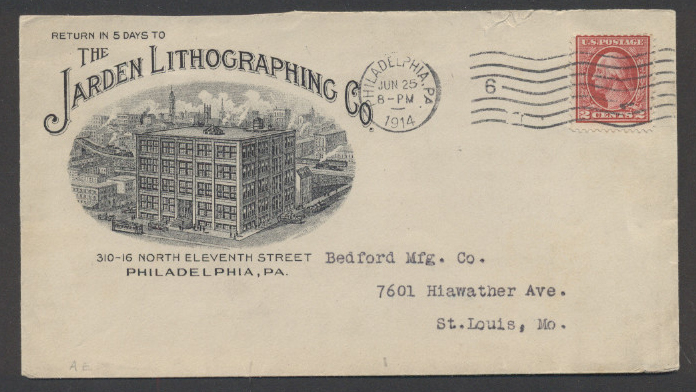 RETURN IN 5 DAYS TO
THE
JARDEN LITHOGRAPHING CO.
310-16 NORTH ELEVENTH STREET
PHILADELPHIA, PA.
PHILADELPHIA, PA.
JUN 25
8-PM
1914
6
U.S. POSTAGE
2 CENTS 2
Bedford Mfg. Co.
7601 Hiawather Ave.
St.Louis, Mo.
A E